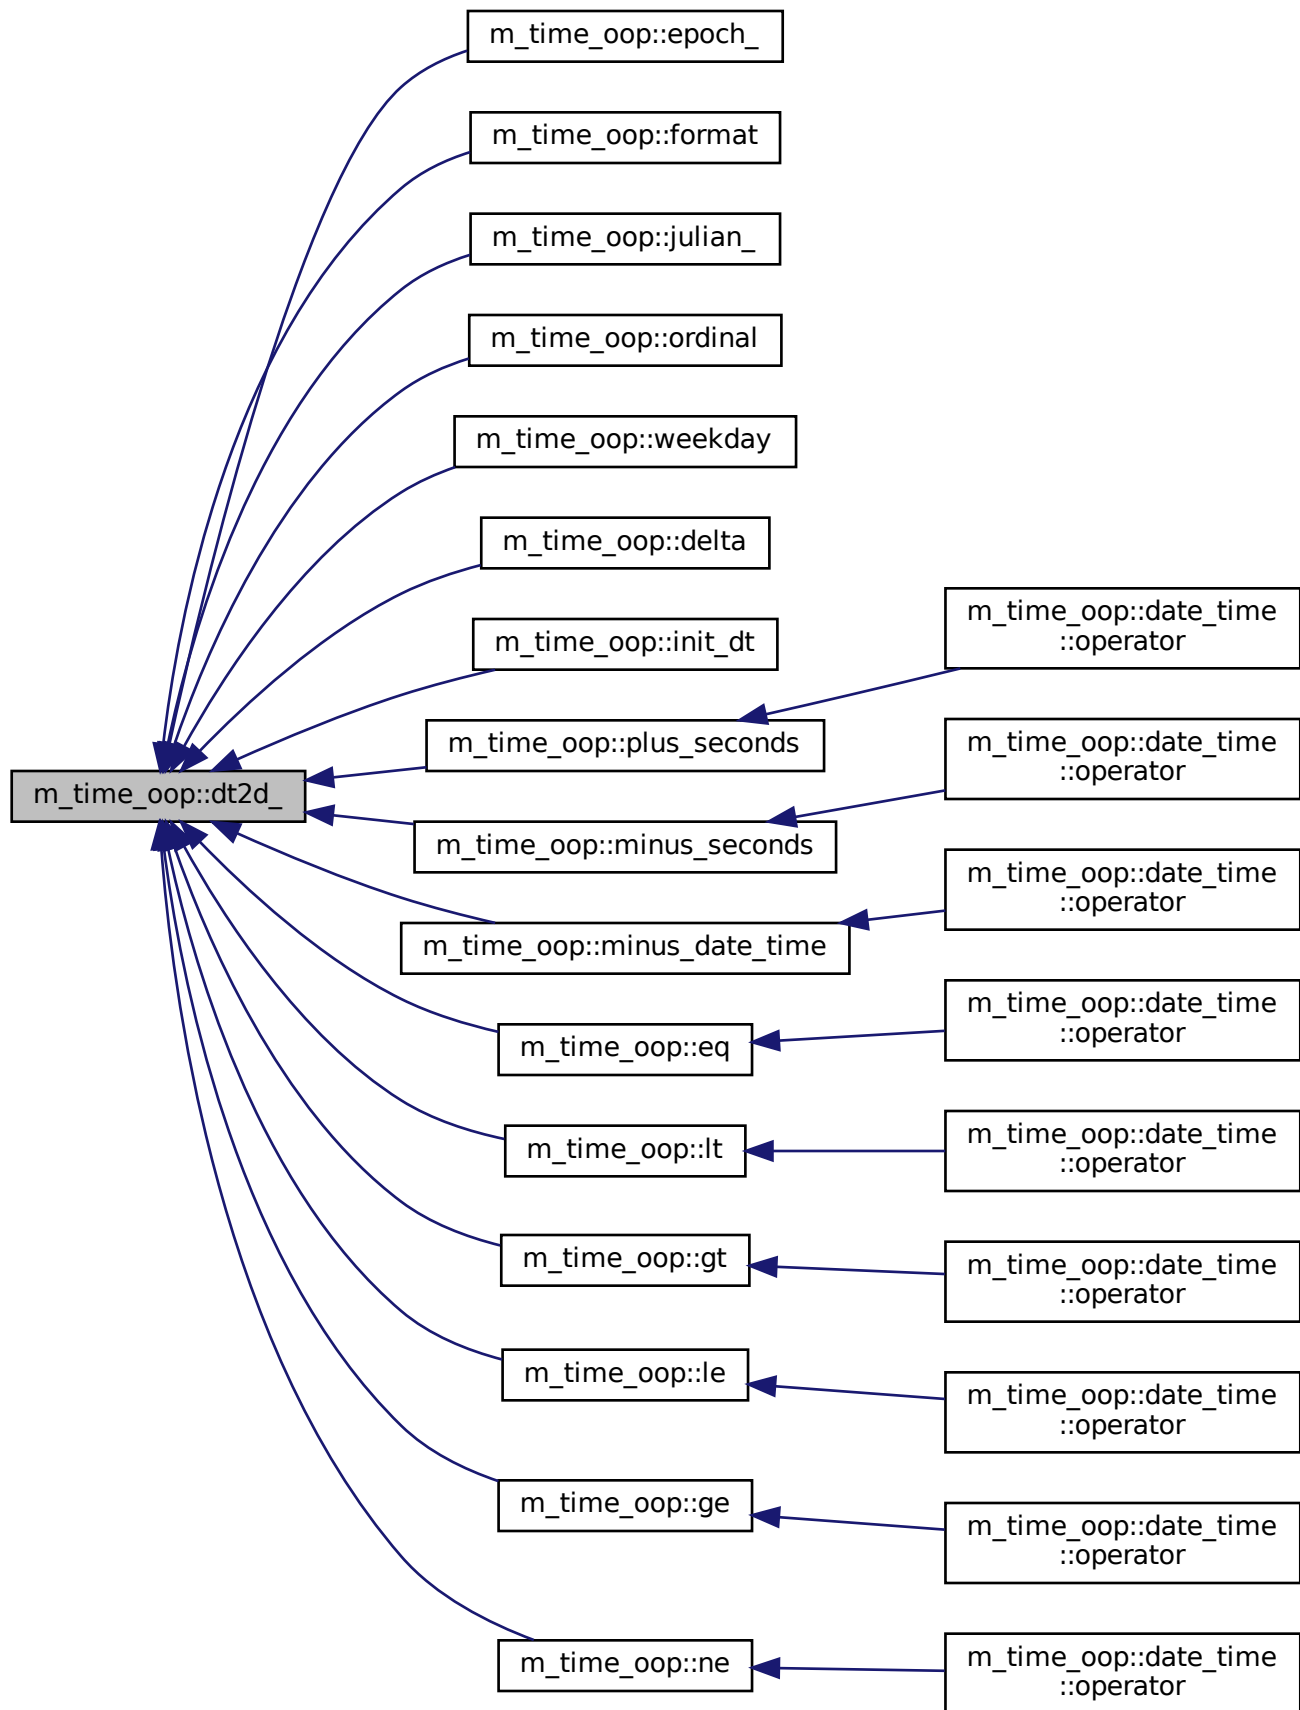 m_time_oop::epoch_
m_time_oop::format
m_time_oop::julian_
m_time_oop::ordinal
m_time_oop::weekday
m_time_oop::delta
m_time_oop::init_dt
m_time_oop::plus_seconds
m_time_oop::dt2d_
m_time_oop::minus_seconds
m_time_oop::minus_date_time
m_time_oop::eq
m_time_oop::lt
m_time_oop::gt
m_time_oop::le
m_time_oop::ge
m_time_oop::ne
m_time_oop::date_time
::operator
m_time_oop::date_time
::operator
m_time_oop::date_time
::operator
m_time_oop::date_time
::operator
m_time_oop::date_time
::operator
m_time_oop::date_time
::operator
m_time_oop::date_time
::operator
m_time_oop::date_time
::operator
m_time_oop::date_time
::operator